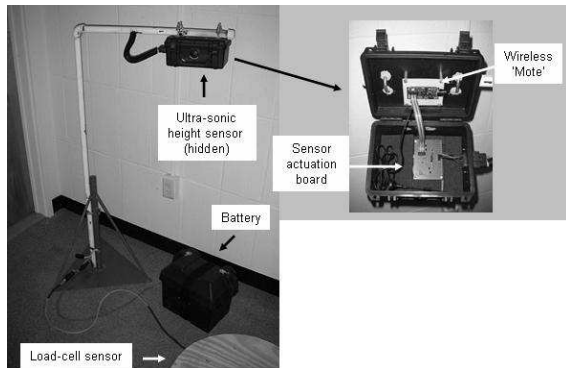 Wireless
'Mote'
Ultra-sonic
height sensor
(hidden)
Sensor
actuation
board
Battery
Load-cell sensor